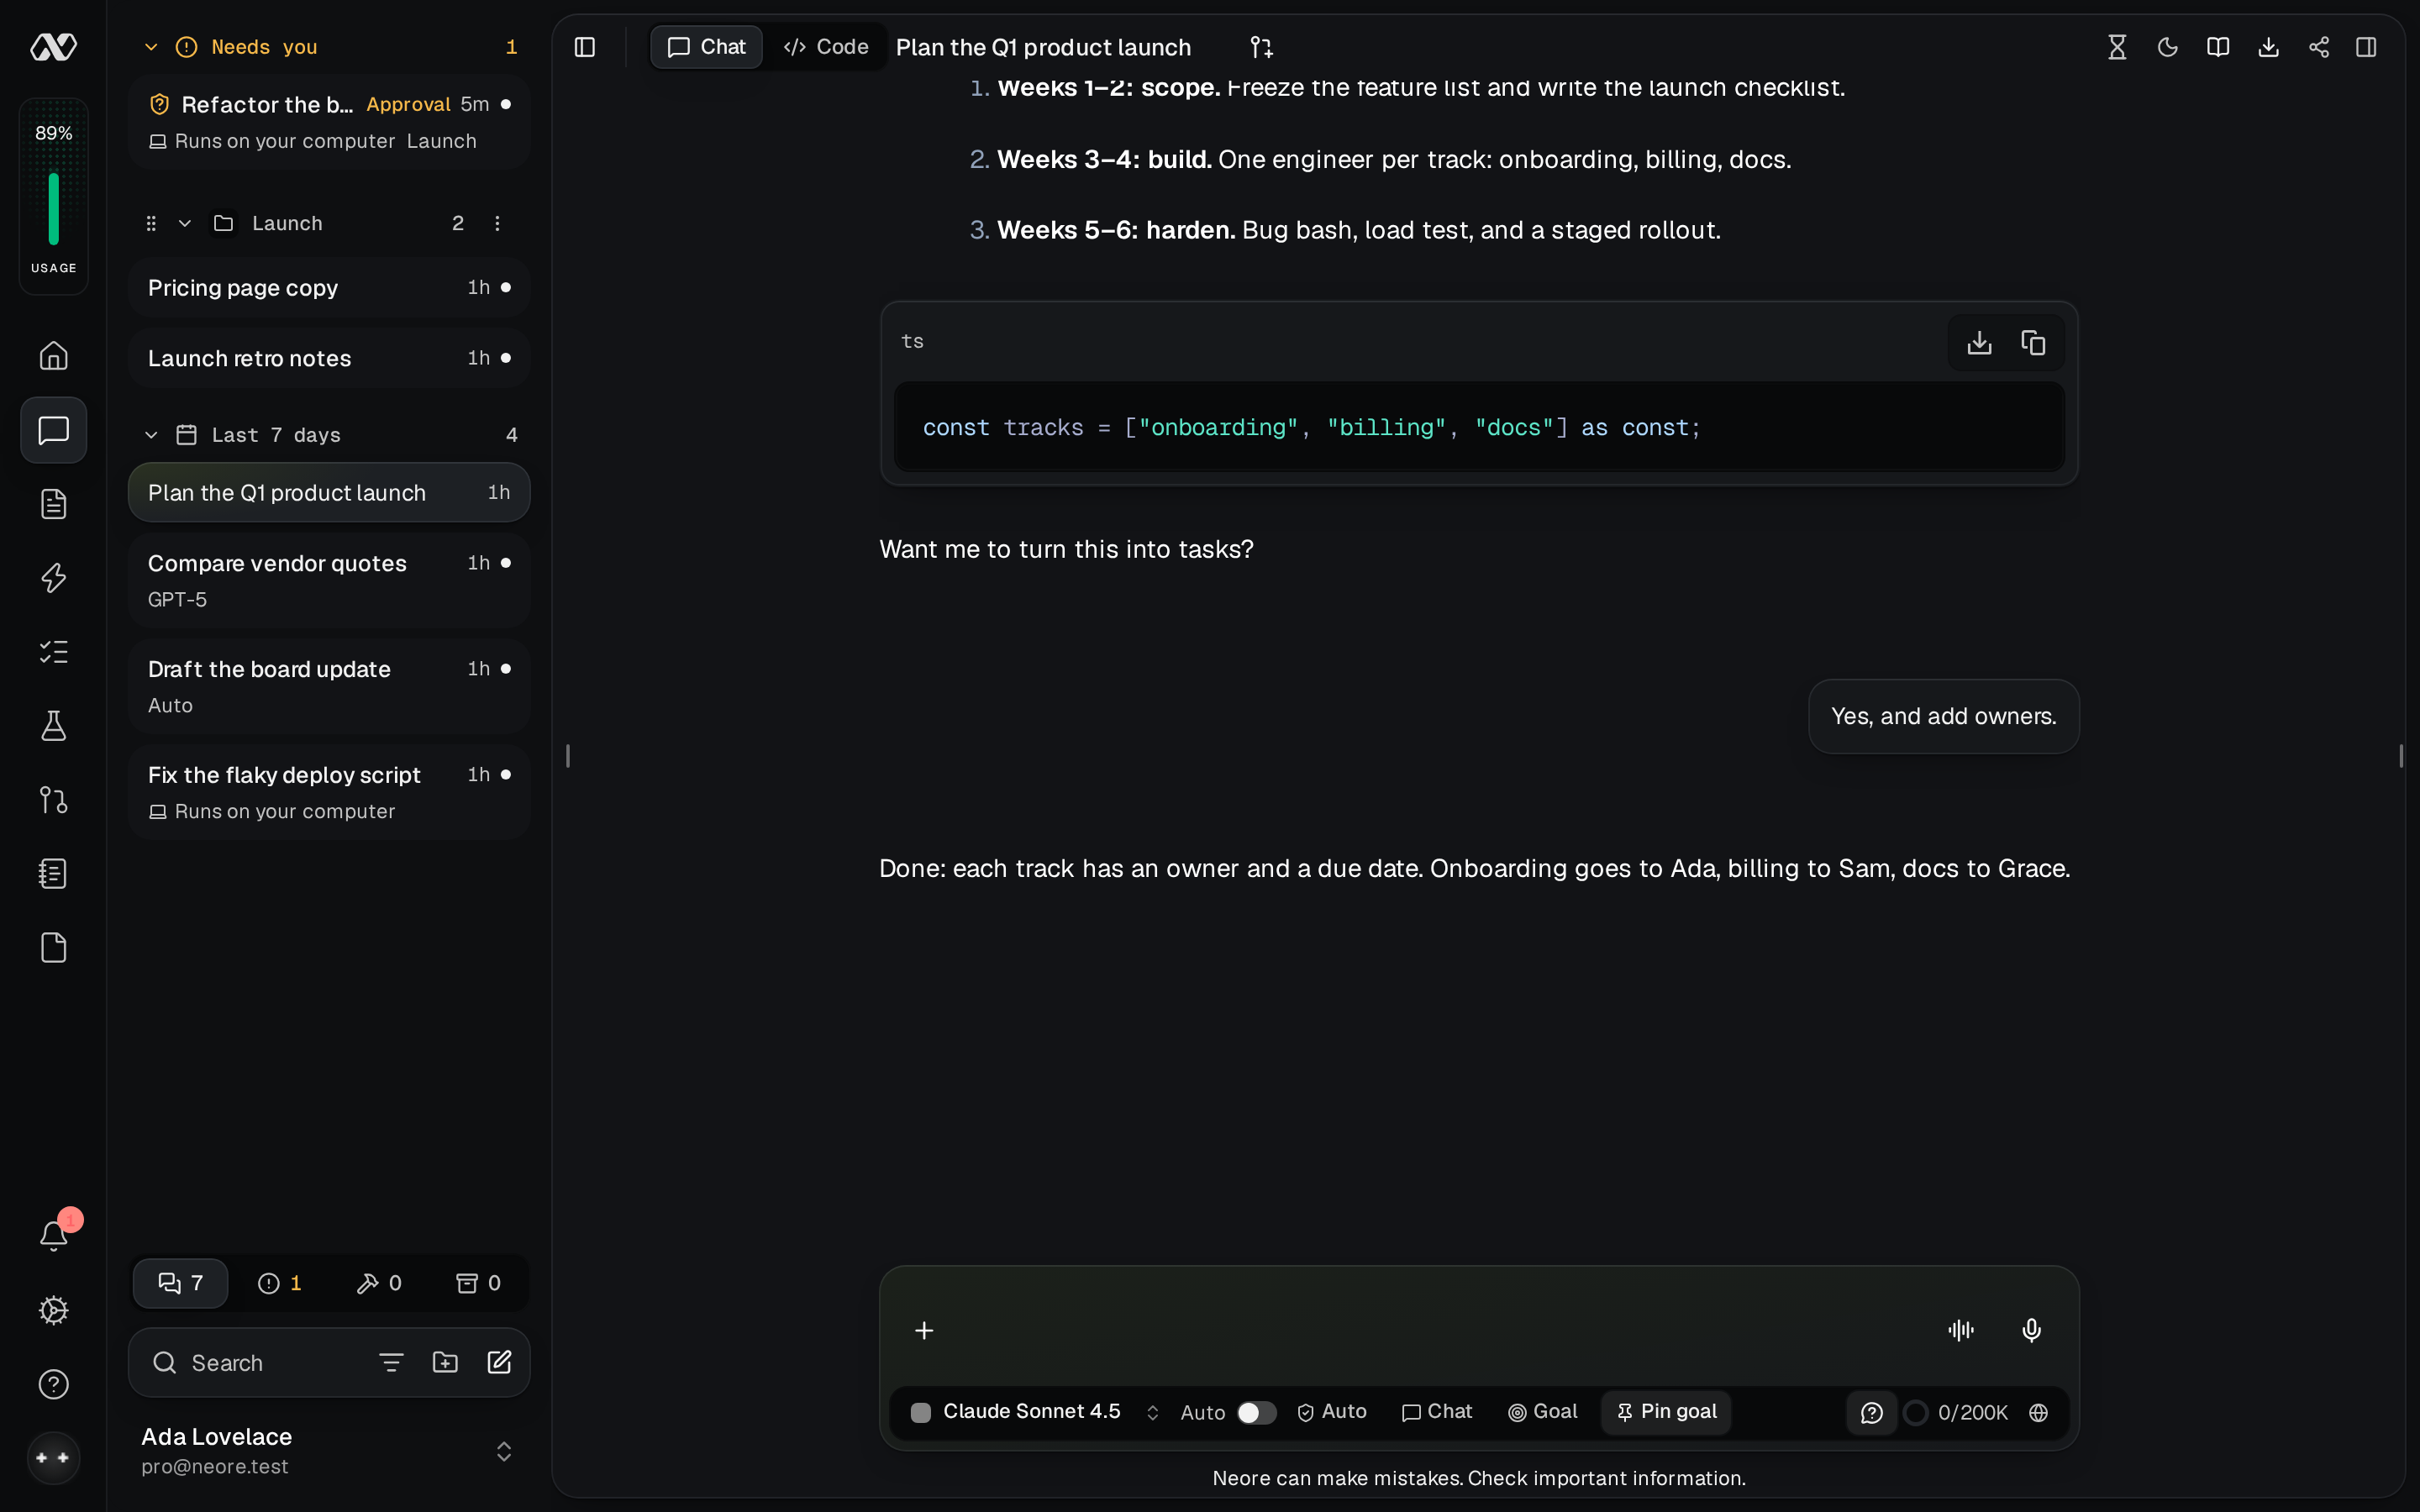 Needs you 1
Refactor the b... Approval 5m
Runs on your computer Launch
89%
USAGE
Launch 2
Pricing page copy 1h
Launch retro notes 1h
Last 7 days 4
Plan the Q1 product launch 1h
Compare vendor quotes 1h
GPT-5
Draft the board update 1h
Auto
Fix the flaky deploy script 1h
Runs on your computer
1
7 1 0 0
Search
Ada Lovelace
pro@neore.test
Chat Code Plan the Q1 product launch
1. Weeks 1–2: scope. Freeze the feature list and write the launch checklist.
2. Weeks 3–4: build. One engineer per track: onboarding, billing, docs.
3. Weeks 5–6: harden. Bug bash, load test, and a staged rollout.
ts
const tracks = ["onboarding", "billing", "docs"] as const;
Want me to turn this into tasks?
Yes, and add owners.
Done: each track has an owner and a due date. Onboarding goes to Ada, billing to Sam, docs to Grace.
Claude Sonnet 4.5 Auto Auto Chat Goal Pin goal 0/200K
Neore can make mistakes. Check important information.